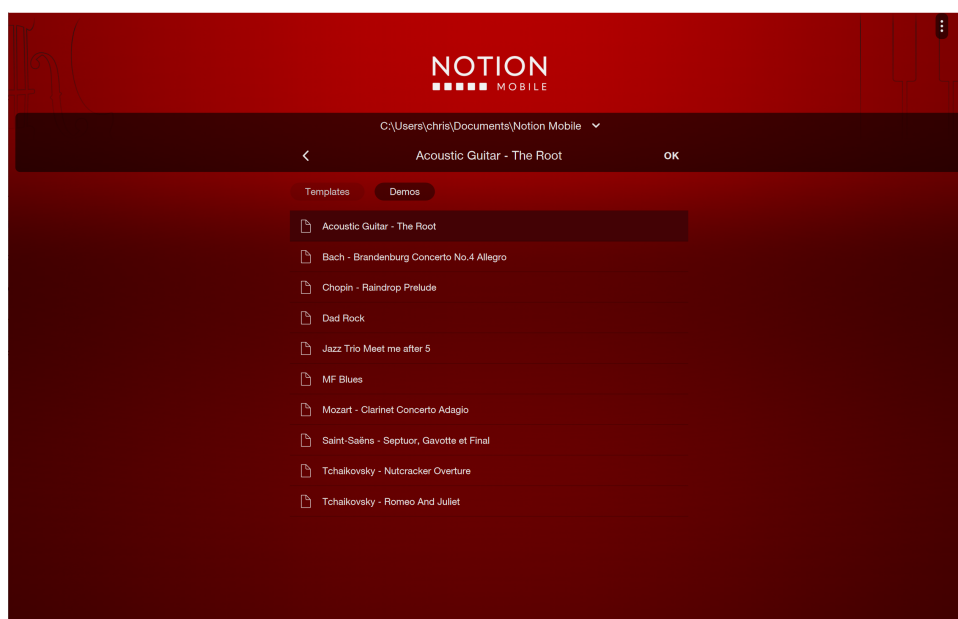 NOTION
MOBILE
C:\Users\chris\Documents\Notion Mobile
Acoustic Guitar - The Root OK
Templates Demos
Acoustic Guitar - The Root
Bach - Brandenburg Concerto No.4 Allegro
Chopin - Raindrop Prelude
Dad Rock
Jazz Trio Meet me after 5
MF Blues
Mozart - Clarinet Concerto Adagio
Saint-Saëns - Septuor, Gavotte et Final
Tchaikovsky - Nutcracker Overture
Tchaikovsky - Romeo And Juliet